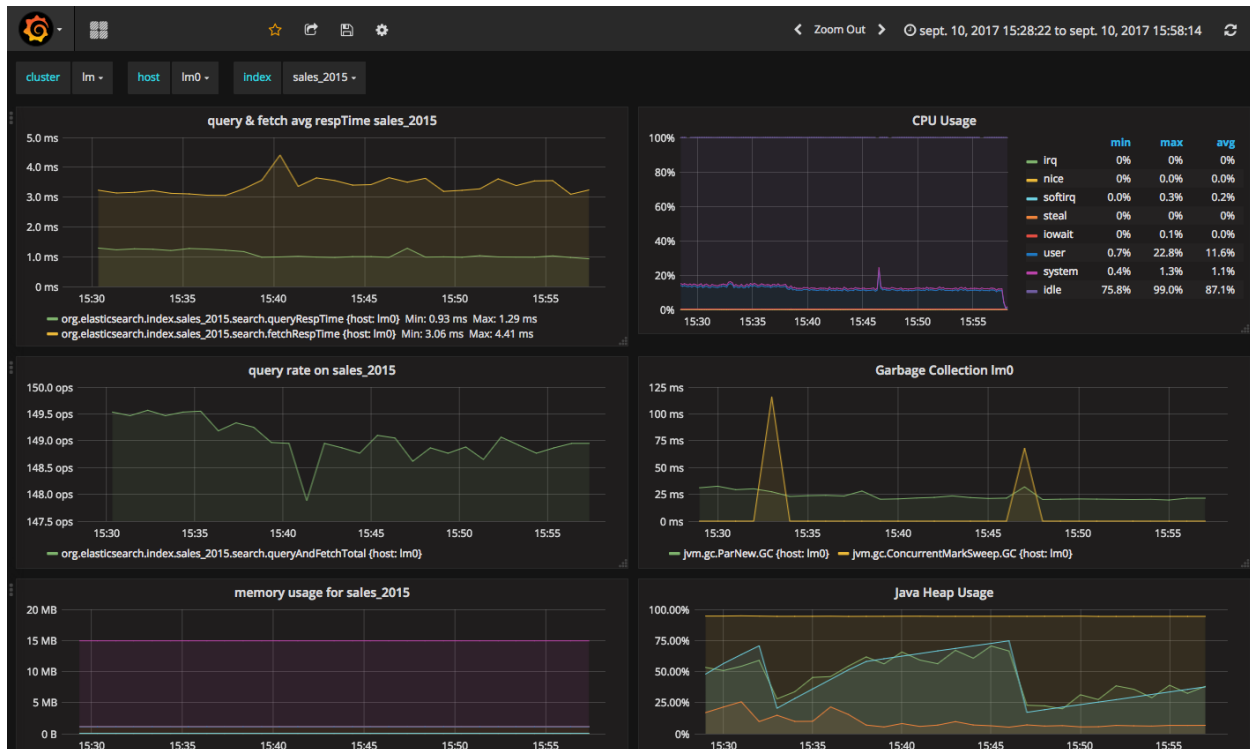 Zoom Out sept. 10, 2017 15:28:22 to sept. 10, 2017 15:58:14
cluster lm host lm0 index sales_2015
query & fetch avg respTime sales_2015
5.0 ms
4.0 ms
3.0 ms
2.0 ms
1.0 ms
0 ms
15:30 15:35 15:40 15:45 15:50 15:55
org.elasticsearch.index.sales_2015.search.queryRespTime {host: lm0} Min: 0.93 ms Max: 1.29 ms
org.elasticsearch.index.sales_2015.search.fetchRespTime {host: lm0} Min: 3.06 ms Max: 4.41 ms
CPU Usage
100%
80%
60%
40%
20%
0%
15:30 15:35 15:40 15:45 15:50 15:55
min max avg
irq 0% 0% 0%
nice 0% 0.0% 0.0%
softirq 0.0% 0.3% 0.2%
steal 0% 0% 0%
iowait 0% 0.1% 0.0%
user 0.7% 22.8% 11.6%
system 0.4% 1.3% 1.1%
idle 75.8% 99.0% 87.1%
query rate on sales_2015
150.0 ops
149.5 ops
149.0 ops
148.5 ops
148.0 ops
147.5 ops
15:30 15:35 15:40 15:45 15:50 15:55
org.elasticsearch.index.sales_2015.search.queryAndFetchTotal {host: lm0}
Garbage Collection lm0
125 ms
100 ms
75 ms
50 ms
25 ms
0 ms
15:30 15:35 15:40 15:45 15:50 15:55
jvm.gc.ParNew.GC {host: lm0} jvm.gc.ConcurrentMarkSweep.GC {host: lm0}
memory usage for sales_2015
20 MB
15 MB
10 MB
5 MB
0 B
15:30 15:35 15:40 15:45 15:50 15:55
Java Heap Usage
100.00%
75.00%
50.00%
25.00%
0%
15:30 15:35 15:40 15:45 15:50 15:55